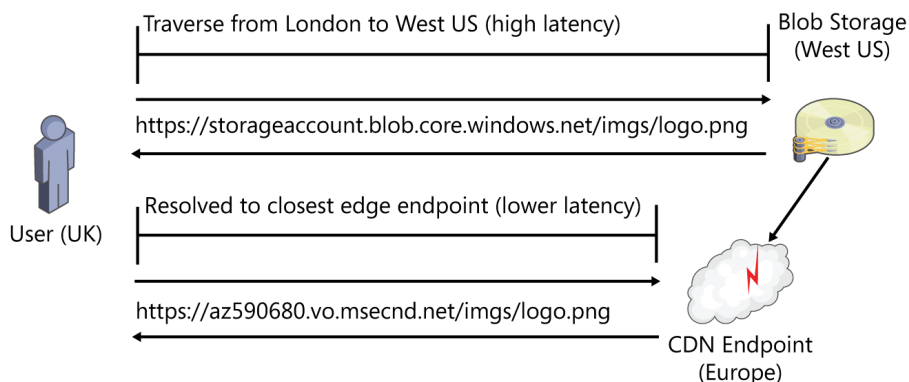 Traverse from London to West US (high latency)
Blob Storage
(West US)
https://storageaccount.blob.core.windows.net/imgs/logo.png
User (UK)
Resolved to closest edge endpoint (lower latency)
https://az590680.vo.msecnd.net/imgs/logo.png
CDN Endpoint
(Europe)